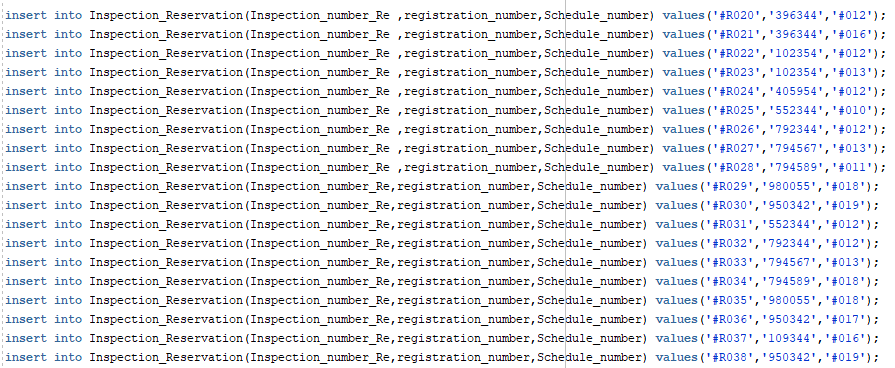 insert into Inspection_Reservation(Inspection_number_Re ,registration_number,Schedule_number) values('#R020','396344','#012');
insert into Inspection_Reservation(Inspection_number_Re ,registration_number,Schedule_number) values('#R021','396344','#016');
insert into Inspection_Reservation(Inspection_number_Re ,registration_number,Schedule_number) values('#R022','102354','#012');
insert into Inspection_Reservation(Inspection_number_Re ,registration_number,Schedule_number) values('#R023','102354','#013');
insert into Inspection_Reservation(Inspection_number_Re ,registration_number,Schedule_number) values('#R024','405954','#012');
insert into Inspection_Reservation(Inspection_number_Re ,registration_number,Schedule_number) values('#R025','552344','#010');
insert into Inspection_Reservation(Inspection_number_Re ,registration_number,Schedule_number) values('#R026','792344','#012');
insert into Inspection_Reservation(Inspection_number_Re ,registration_number,Schedule_number) values('#R027','794567','#013');
insert into Inspection_Reservation(Inspection_number_Re ,registration_number,Schedule_number) values('#R028','794589','#011');
insert into Inspection_Reservation(Inspection_number_Re,registration_number,Schedule_number) values('#R029','980055','#018');
insert into Inspection_Reservation(Inspection_number_Re,registration_number,Schedule_number) values('#R030','950342','#019');
insert into Inspection_Reservation(Inspection_number_Re,registration_number,Schedule_number) values('#R031','552344','#012');
insert into Inspection_Reservation(Inspection_number_Re,registration_number,Schedule_number) values('#R032','792344','#012');
insert into Inspection_Reservation(Inspection_number_Re,registration_number,Schedule_number) values('#R033','794567','#013');
insert into Inspection_Reservation(Inspection_number_Re,registration_number,Schedule_number) values('#R034','794589','#018');
insert into Inspection_Reservation(Inspection_number_Re,registration_number,Schedule_number) values('#R035','980055','#018');
insert into Inspection_Reservation(Inspection_number_Re,registration_number,Schedule_number) values('#R036','950342','#017');
insert into Inspection_Reservation(Inspection_number_Re,registration_number,Schedule_number) values('#R037','109344','#016');
insert into Inspection_Reservation(Inspection_number_Re,registration_number,Schedule_number) values('#R038','950342','#019');